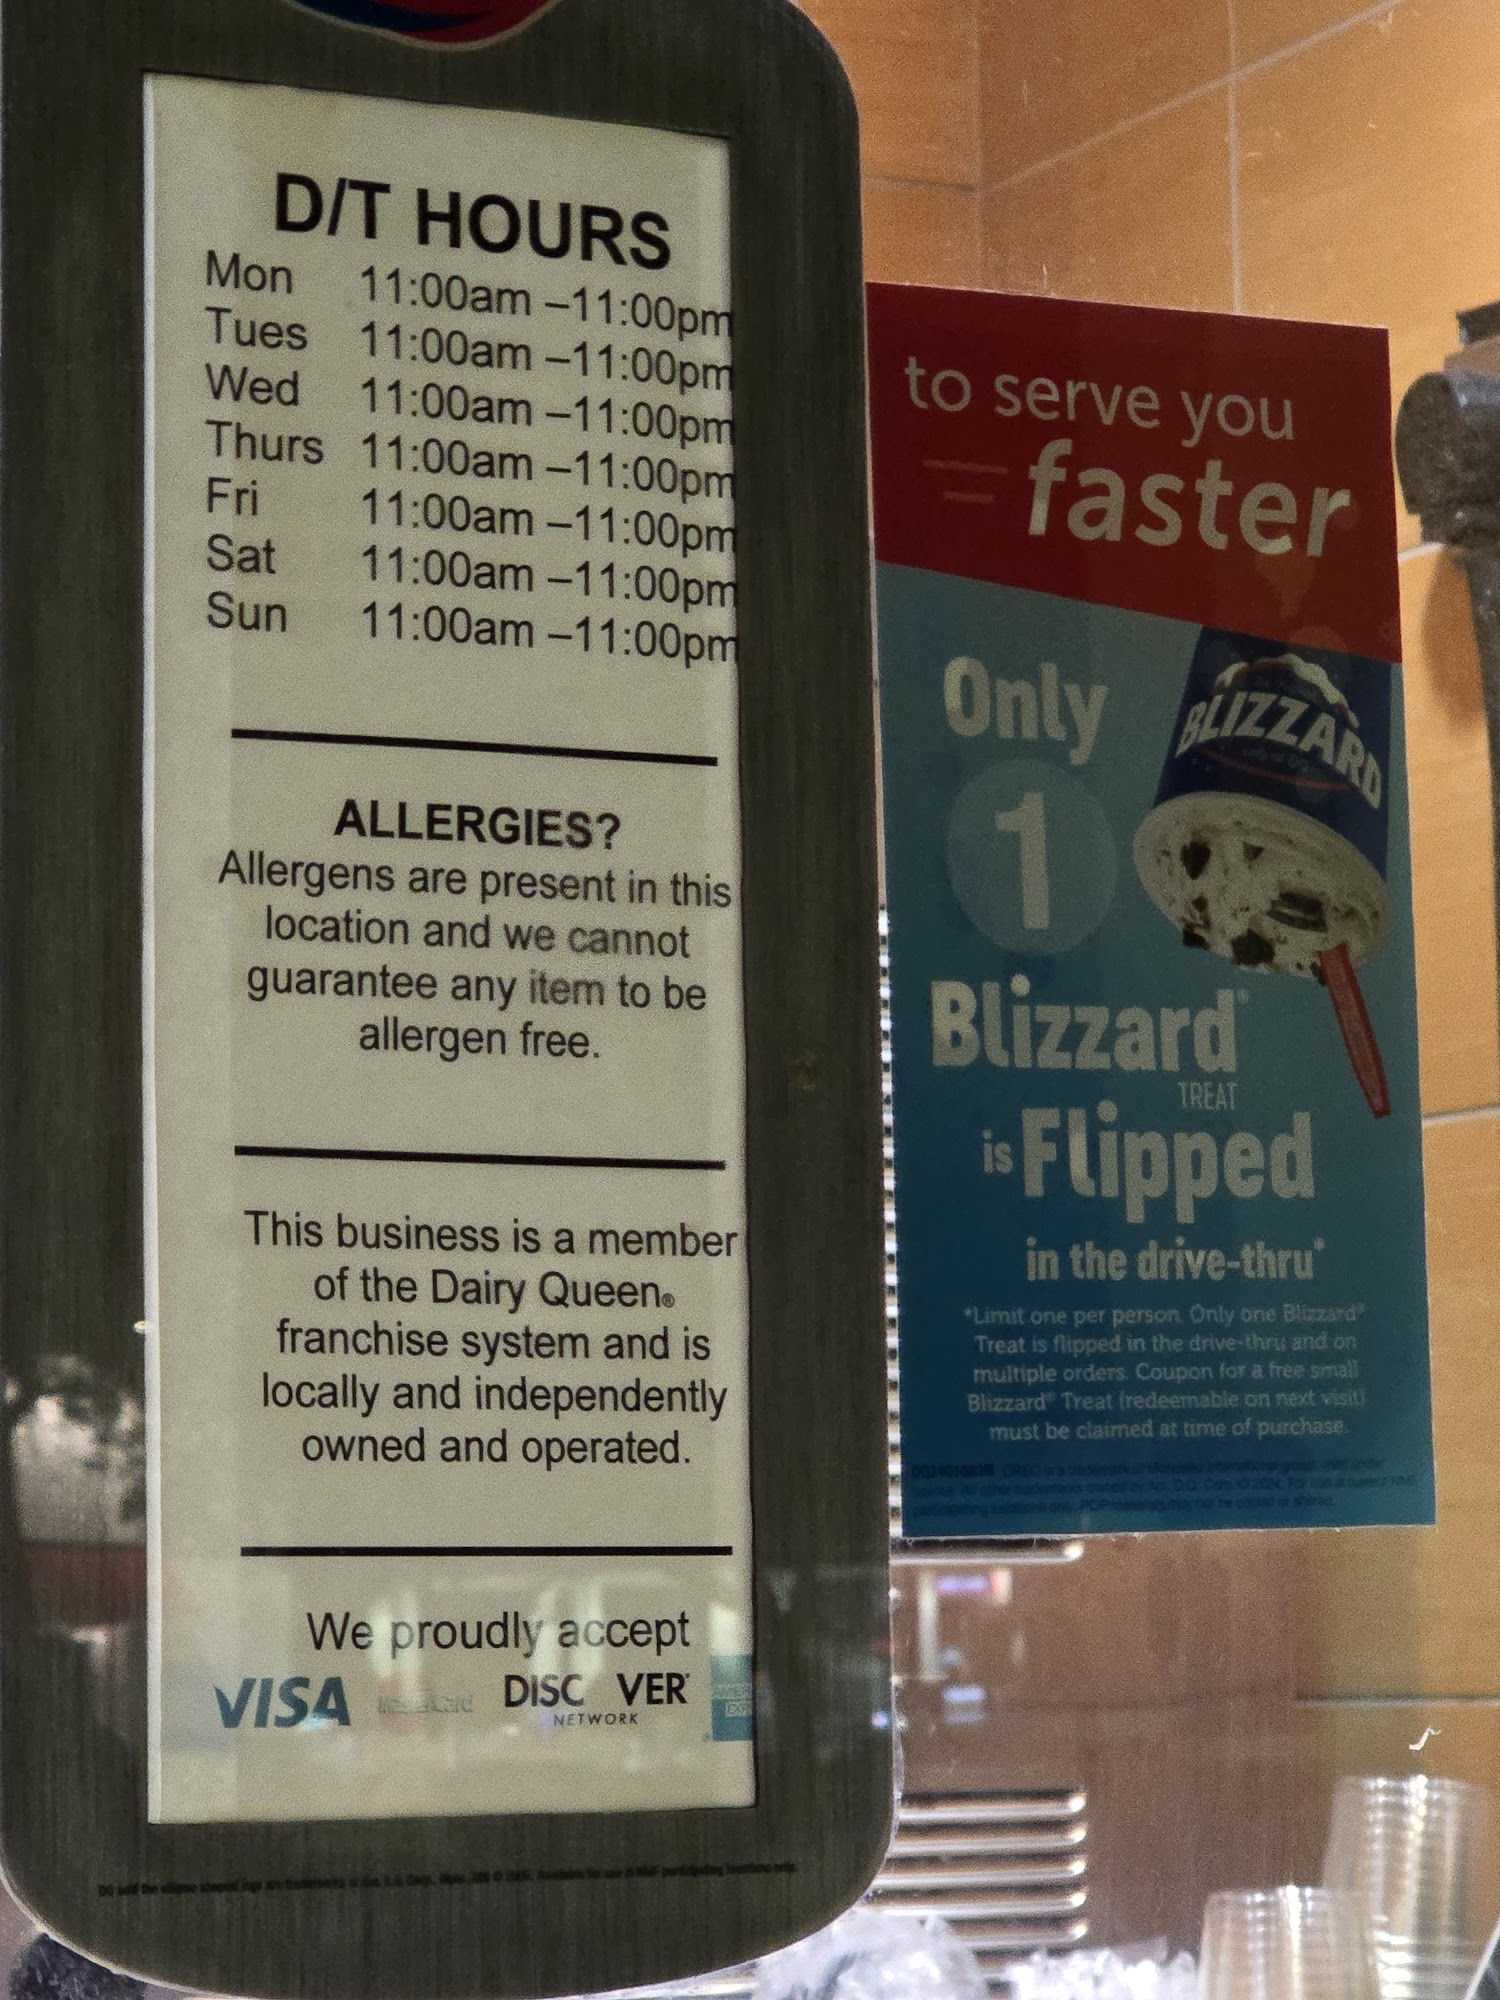 D/T HOURS
Mon 11:00am –11:00pm
Tues 11:00am –11:00pm
Wed 11:00am –11:00pm
Thurs 11:00am –11:00pm
Fri 11:00am –11:00pm
Sat 11:00am –11:00pm
Sun 11:00am –11:00pm
ALLERGIES?
Allergens are present in this
location and we cannot
guarantee any item to be
allergen free.
This business is a member
of the Dairy Queen®
franchise system and is
locally and independently
owned and operated.
We proudly accept
VISA MasterCard DISC VER
NETWORK
to serve you
faster
Only
1
BLIZZARD
Blizzard®
TREAT
is Flipped
in the drive-thru*
*Limit one per person. Only one Blizzard®
Treat is flipped in the drive-thru and on
multiple orders. Coupon for a free small
Blizzard® Treat (redeemable on next visit)
must be claimed at time of purchase.